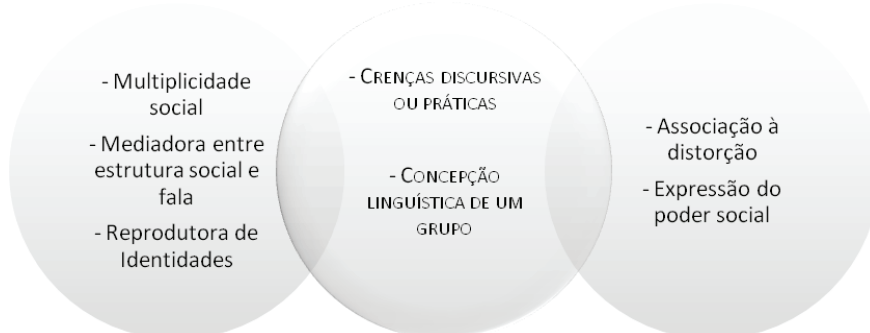 - Multiplicidade
social
- Mediadora entre
estrutura social e
fala
- Reprodutora de
Identidades
- CRENÇAS DISCURSIVAS
OU PRÁTICAS
- CONCEPÇÃO
LINGUÍSTICA DE UM
GRUPO
- Associação à
distorção
- Expressão do
poder social